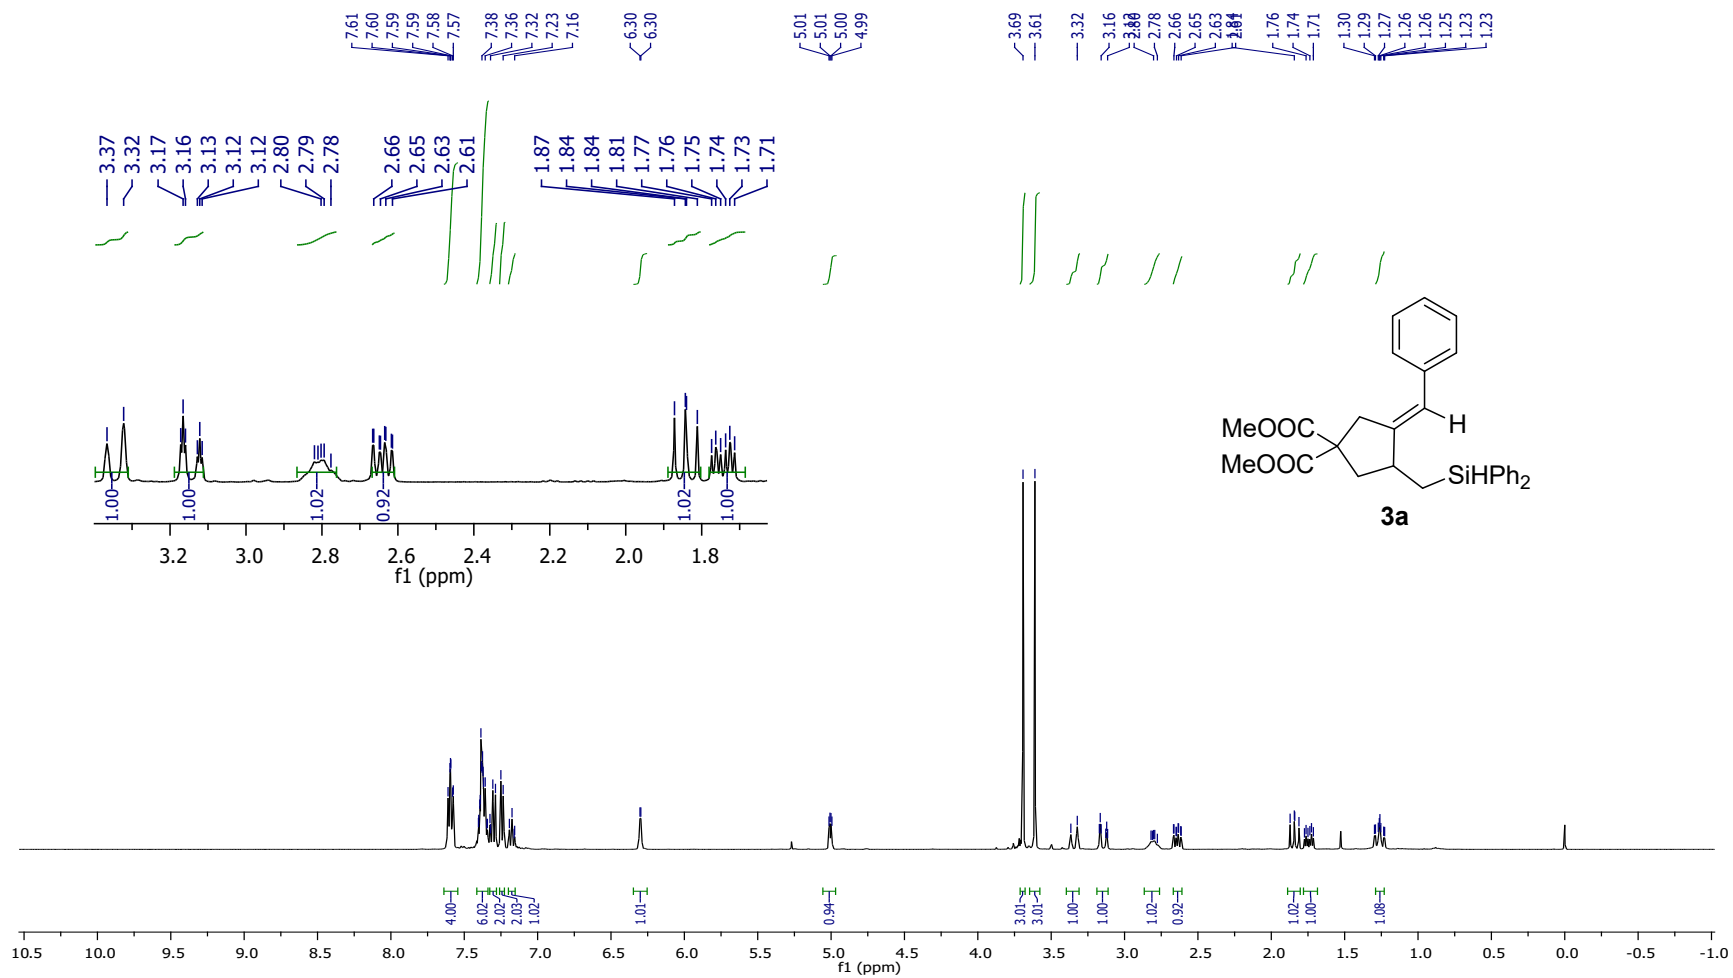 7.61 7.60 7.59 7.59 7.58 7.57 7.38 7.36 7.32 7.23 7.16 6.30 6.30 5.01 5.01 5.00 4.99 3.69 3.61 3.32 3.16 2.78 2.66 2.65 2.63 1.76 1.74 1.71 1.30 1.29 1.27 1.26 1.26 1.25 1.23 1.23
3.37 3.32 3.17 3.16 3.13 3.12 3.12 2.80 2.79 2.78 2.66 2.65 2.63 2.61 1.87 1.84 1.84 1.81 1.77 1.76 1.75 1.74 1.73 1.71
1.00 1.00 1.02 0.92 1.02 1.00
3.2 3.0 2.8 2.6 2.4 2.2 2.0 1.8
f1 (ppm)
H
MeOOC
MeOOC
SiHPh2
3a
4.00 6.02 2.02 2.03 1.02 1.01 0.94 3.01 3.01 1.00 1.00 1.02 0.92 1.02 1.00 1.08
10.5 10.0 9.5 9.0 8.5 8.0 7.5 7.0 6.5 6.0 5.5 5.0 4.5 4.0 3.5 3.0 2.5 2.0 1.5 1.0 0.5 0.0 -0.5 -1.0
f1 (ppm)